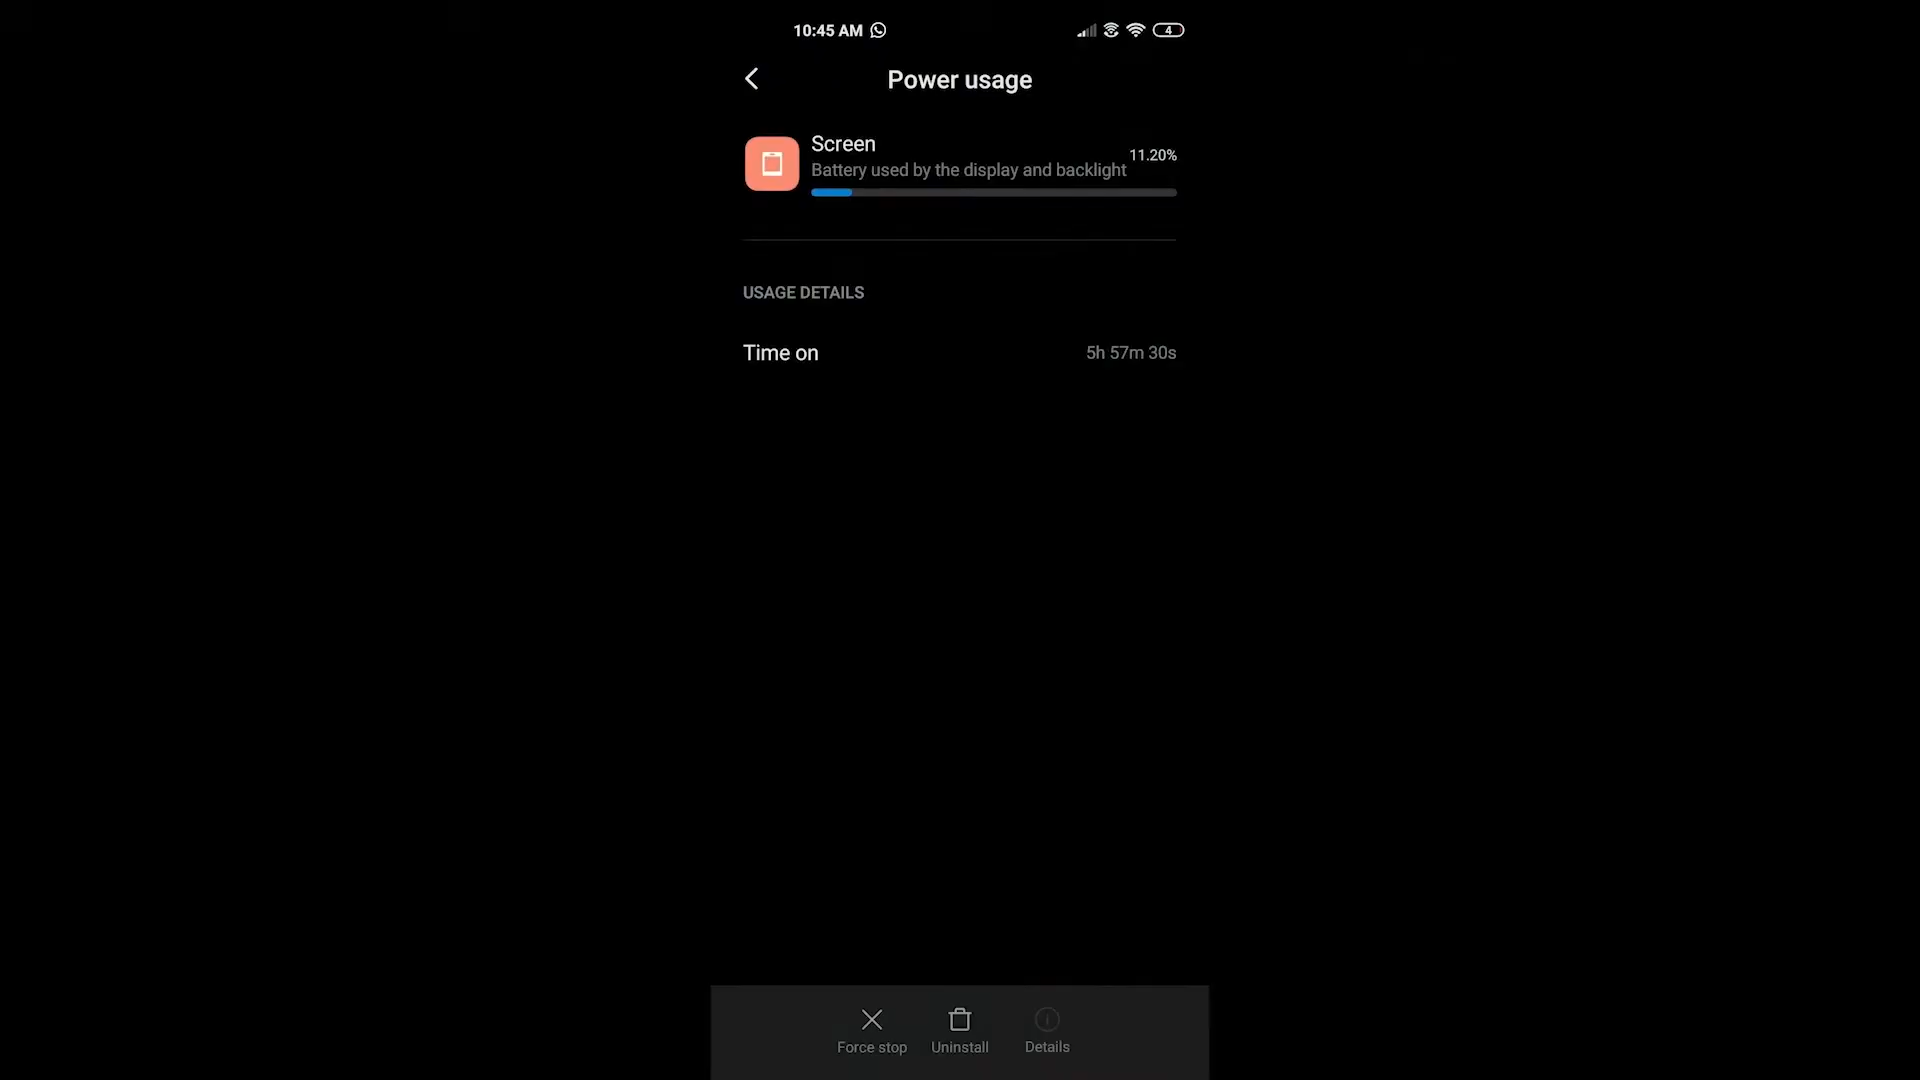 10:45 AM
4
Power usage
Screen
11.20%
Battery used by the display and backlight
USAGE DETAILS
Time on 5h 57m 30s
Force stop Uninstall Details